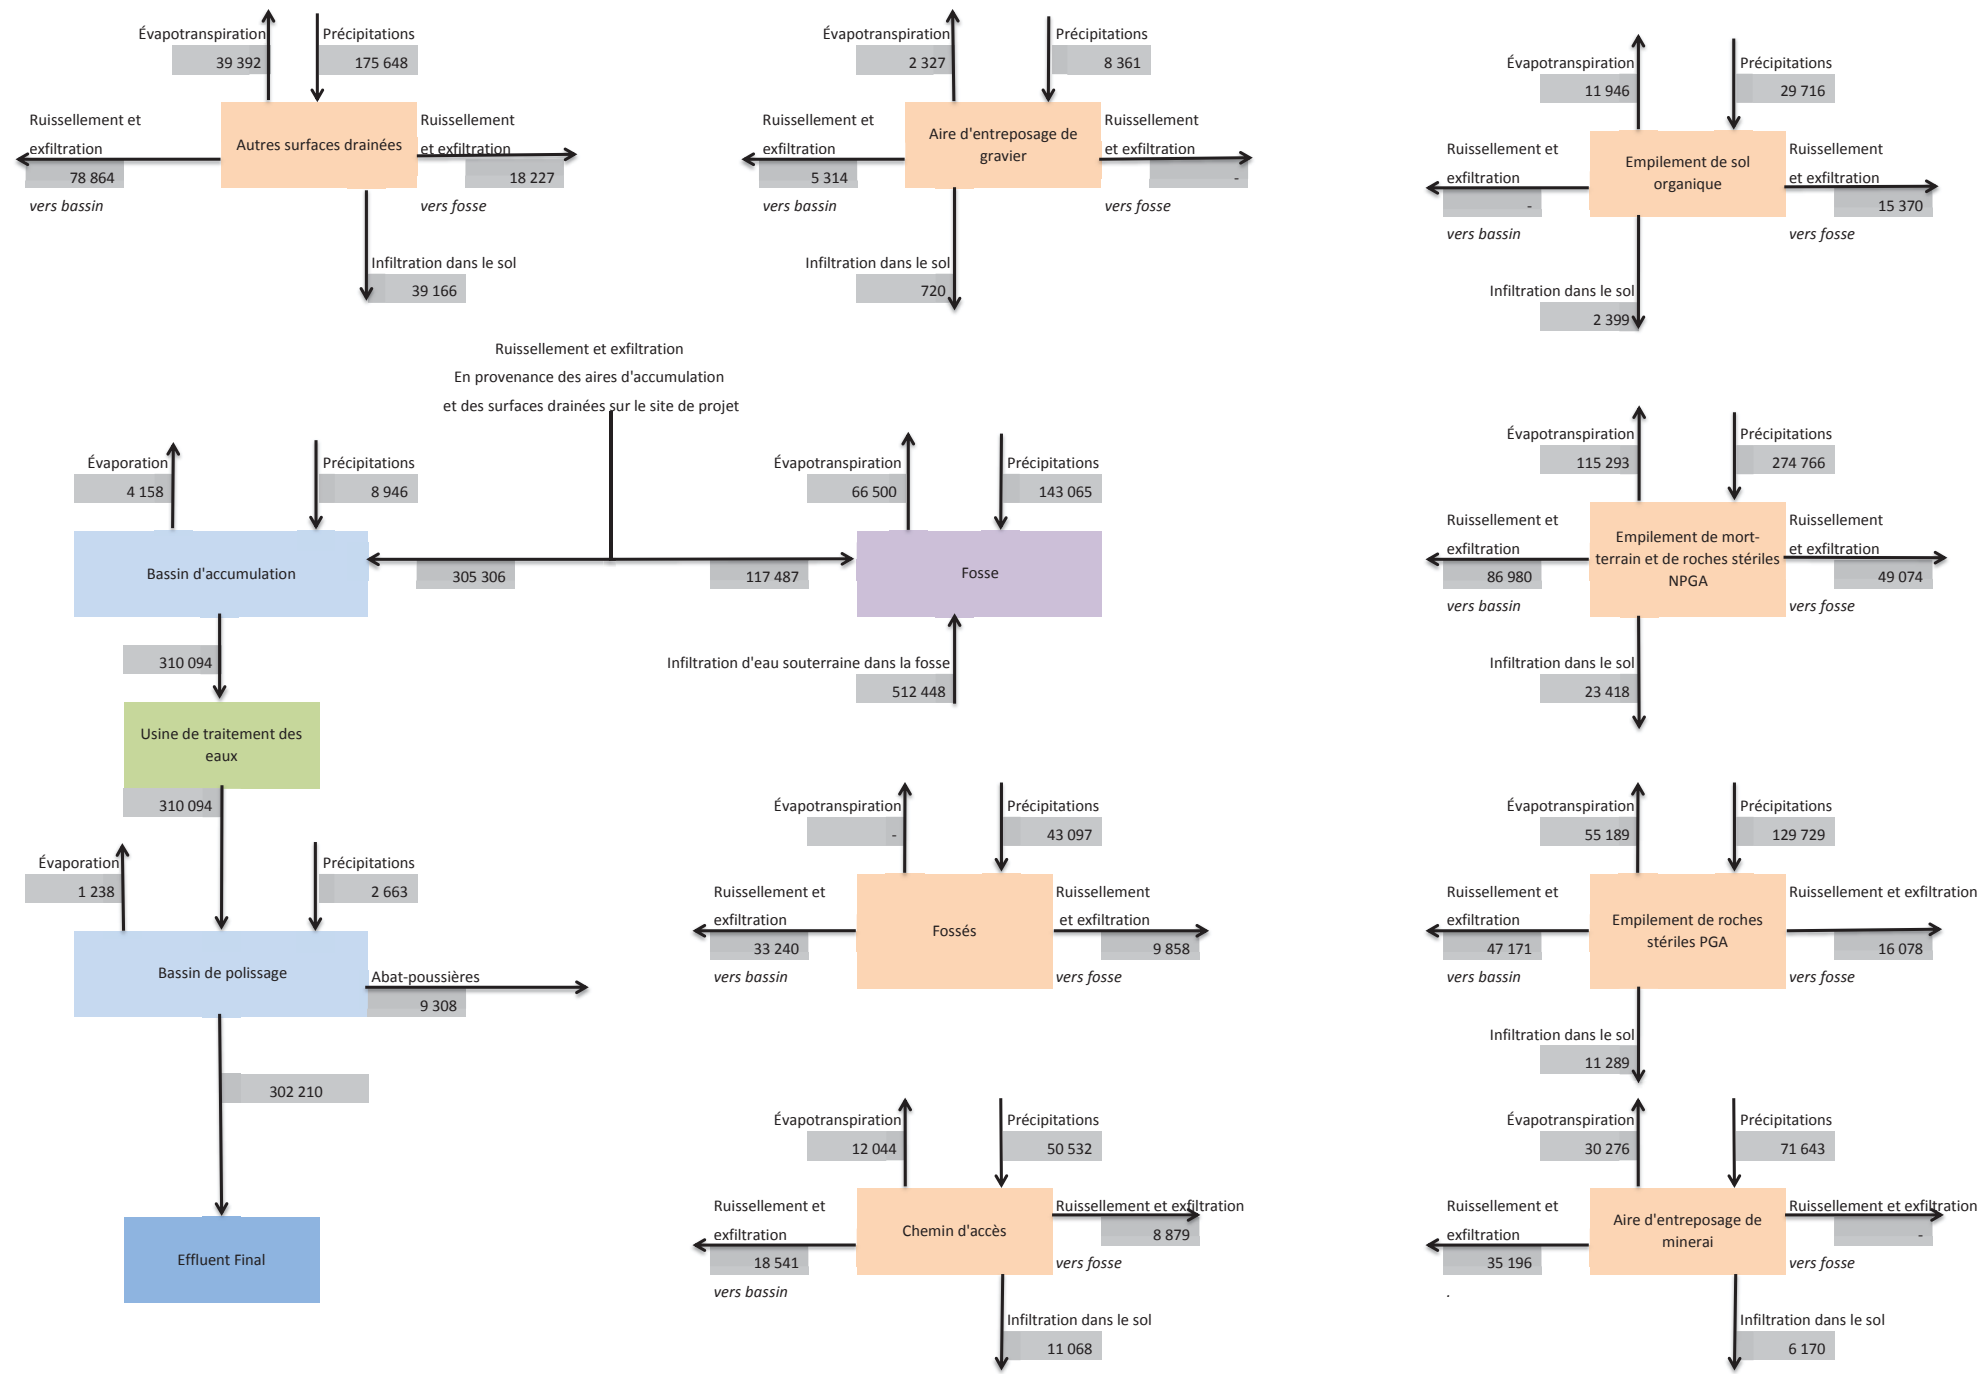 Évapotranspiration
39 392
Précipitations
175 648
Ruissellement et
exfiltration
78 864
vers bassin
Autres surfaces drainées
Ruissellement
et exfiltration
18 227
vers fosse
Infiltration dans le sol
39 166
Évapotranspiration
2 327
Précipitations
8 361
Ruissellement et
exfiltration
5 314
vers bassin
Aire d'entreposage de
gravier
Ruissellement
et exfiltration
-
vers fosse
Infiltration dans le sol
720
Évapotranspiration
11 946
Précipitations
29 716
Ruissellement et
exfiltration
-
vers bassin
Empilement de sol
organique
Ruissellement
et exfiltration
15 370
vers fosse
Infiltration dans le sol
2 399
Ruissellement et exfiltration
En provenance des aires d'accumulation
et des surfaces drainées sur le site de projet
Évaporation
4 158
Précipitations
8 946
Bassin d'accumulation
305 306
117 487
Évapotranspiration
66 500
Précipitations
143 065
Fosse
Infiltration d'eau souterraine dans la fosse
512 448
Évapotranspiration
115 293
Précipitations
274 766
Ruissellement et
exfiltration
86 980
vers bassin
Empilement de mort-
terrain et de roches stériles
NPGA
Ruissellement
et exfiltration
49 074
vers fosse
Infiltration dans le sol
23 418
310 094
Usine de traitement des
eaux
310 094
Évaporation
1 238
Précipitations
2 663
Bassin de polissage
Abat-poussières
9 308
302 210
Effluent Final
Évapotranspiration
-
Précipitations
43 097
Ruissellement et
exfiltration
33 240
vers bassin
Fossés
Ruissellement
et exfiltration
9 858
vers fosse
Évapotranspiration
55 189
Précipitations
129 729
Ruissellement et
exfiltration
47 171
vers bassin
Empilement de roches
stériles PGA
Ruissellement et exfiltration
16 078
vers fosse
Infiltration dans le sol
11 289
Évapotranspiration
12 044
Précipitations
50 532
Ruissellement et
exfiltration
18 541
vers bassin
Chemin d'accès
Ruissellement et exfiltration
8 879
vers fosse
Infiltration dans le sol
11 068
Évapotranspiration
30 276
Précipitations
71 643
Ruissellement et
exfiltration
35 196
.
Aire d'entreposage de
minerai
Ruissellement et exfiltration
-
vers fosse
Infiltration dans le sol
6 170